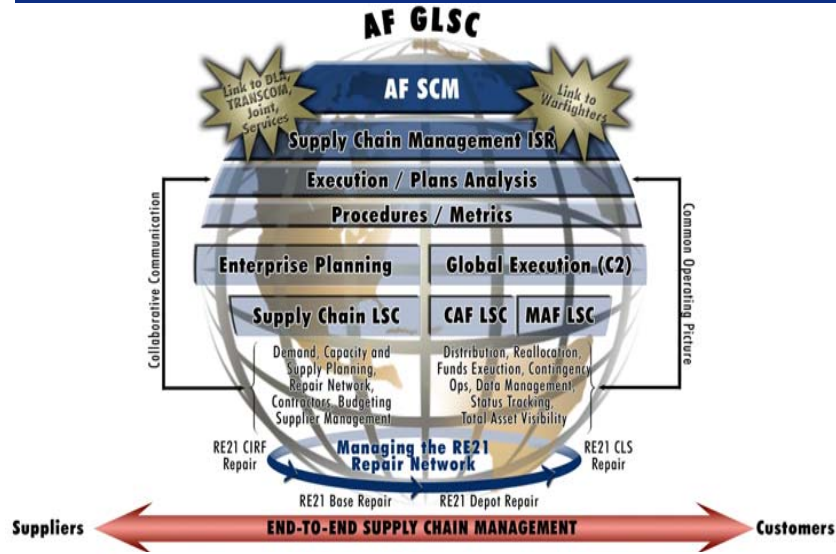 AF GLSC
Link to DLA,
TRANSCOM,
Joint,
Services
AF SCM
Link to
Warfighters
Supply Chain Management ISR
Execution / Plans Analysis
Procedures / Metrics
Enterprise Planning
Global Execution (C2)
Supply Chain LSC
CAF LSC
MAF LSC
Collaborative Communication
Common Operating Picture
Demand, Capacity and
Supply Planning,
Repair Network,
Contractors, Budgeting
Supplier Management
Distribution, Reallocation,
Funds Exeuction, Contingency
Ops, Data Management,
Status Tracking,
Total Asset Visibility
RE21 CIRF
Repair
Managing the RE21
Repair Network
RE21 CLS
Repair
RE21 Base Repair
RE21 Depot Repair
Suppliers
END-TO-END SUPPLY CHAIN MANAGEMENT
Customers